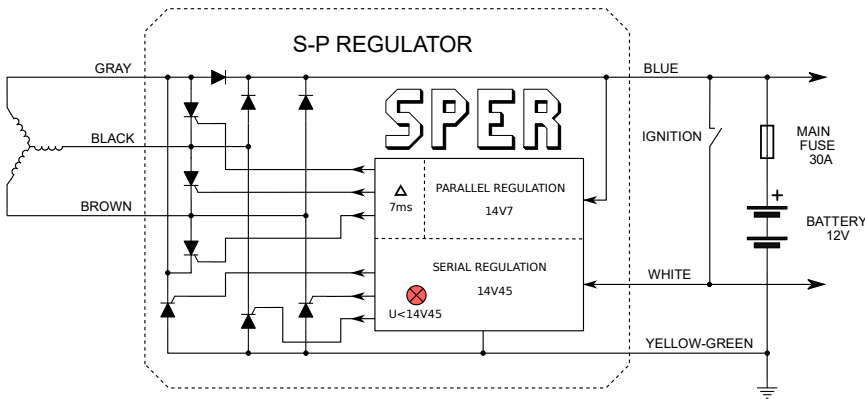 S-P REGULATOR
GRAY
BLUE
SPER
BLACK
IGNITION
MAIN
FUSE
30A
PARALLEL REGULATION
14V7
Δ
7ms
BROWN
+
BATTERY
12V
SERIAL REGULATION
14V45
WHITE
U<14V45
YELLOW-GREEN